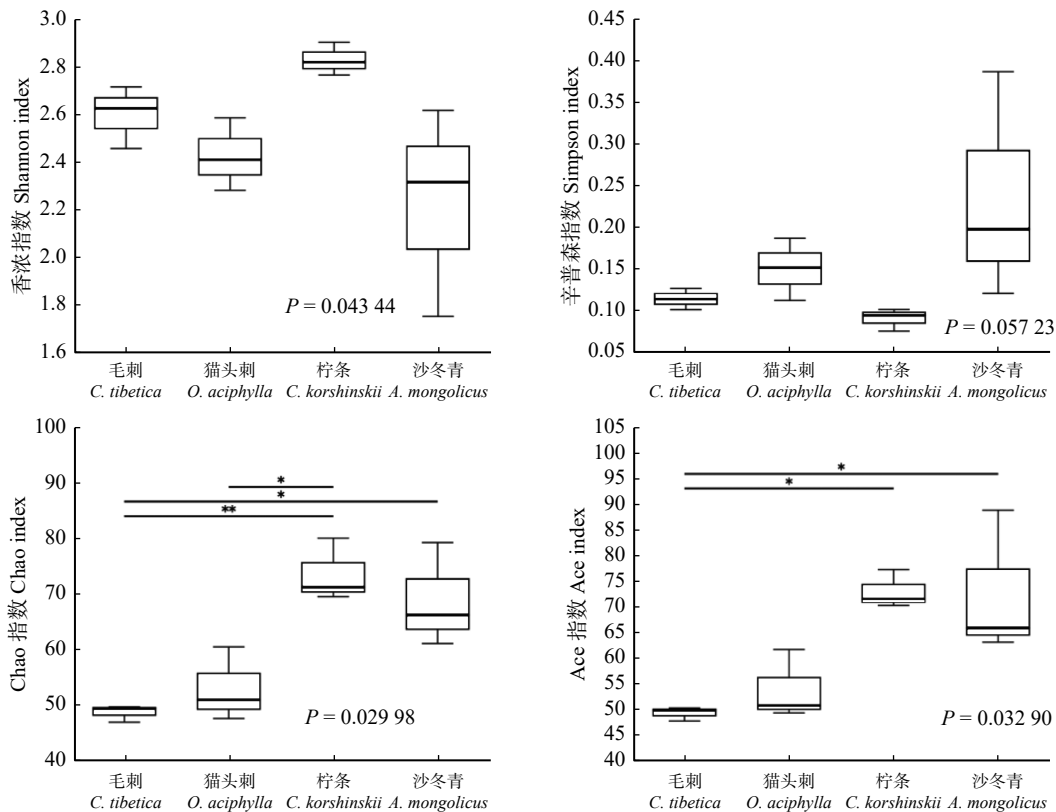 香浓指数 Shannon index
3.0
2.8
2.6
2.4
2.2
2.0
1.8
1.6
P = 0.043 44
毛刺 猫头刺 柠条 沙冬青
C. tibetica O. aciphylla C. korshinskii A. mongolicus
辛普森指数 Simpson index
0.45
0.40
0.35
0.30
0.25
0.20
0.15
0.10
0.05
P = 0.057 23
毛刺 猫头刺 柠条 沙冬青
C. tibetica O. aciphylla C. korshinskii A. mongolicus
Chao 指数 Chao index
100
90
80
70
60
50
40
*
*
**
P = 0.029 98
毛刺 猫头刺 柠条 沙冬青
C. tibetica O. aciphylla C. korshinskii A. mongolicus
Ace 指数 Ace index
105
100
95
90
85
80
75
70
65
60
55
50
45
40
*
*
P = 0.032 90
毛刺 猫头刺 柠条 沙冬青
C. tibetica O. aciphylla C. korshinskii A. mongolicus